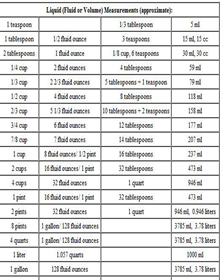 Liquid (Fluid or Volume) Measurements (approximate):
1 teaspoon 1/3 tablespoon 5 ml
1 tablespoon 1/2 fluid ounce 3 teaspoons 15 ml, 15 cc
2 tablespoons 1 fluid ounce 1/8 cup, 6 teaspoons 30 ml, 30 cc
1/4 cup 2 fluid ounces 4 tablespoons 59 ml
1/3 cup 2 2/3 fluid ounces 5 tablespoons + 1 teaspoon 79 ml
1/2 cup 4 fluid ounces 8 tablespoons 118 ml
2/3 cup 5 1/3 fluid ounces 10 tablespoons + 2 teaspoons 158 ml
3/4 cup 6 fluid ounces 12 tablespoons 177 ml
7/8 cup 7 fluid ounces 14 tablespoons 207 ml
1 cup 8 fluid ounces/ 1/2 pint 16 tablespoons 237 ml
2 cups 16 fluid ounces/ 1 pint 32 tablespoons 473 ml
4 cups 32 fluid ounces 1 quart 946 ml
1 pint 16 fluid ounces/ 1 pint 32 tablespoons 473 ml
2 pints 32 fluid ounces 1 quart 946 ml, 0.946 liters
8 pints 1 gallon/ 128 fluid ounces 3785 ml, 3.78 liters
4 quarts 1 gallon/ 128 fluid ounces 3785 ml, 3.78 liters
1 liter 1.057 quarts 1000 ml
1 gallon 128 fluid ounces 3785 ml, 3.78 liters